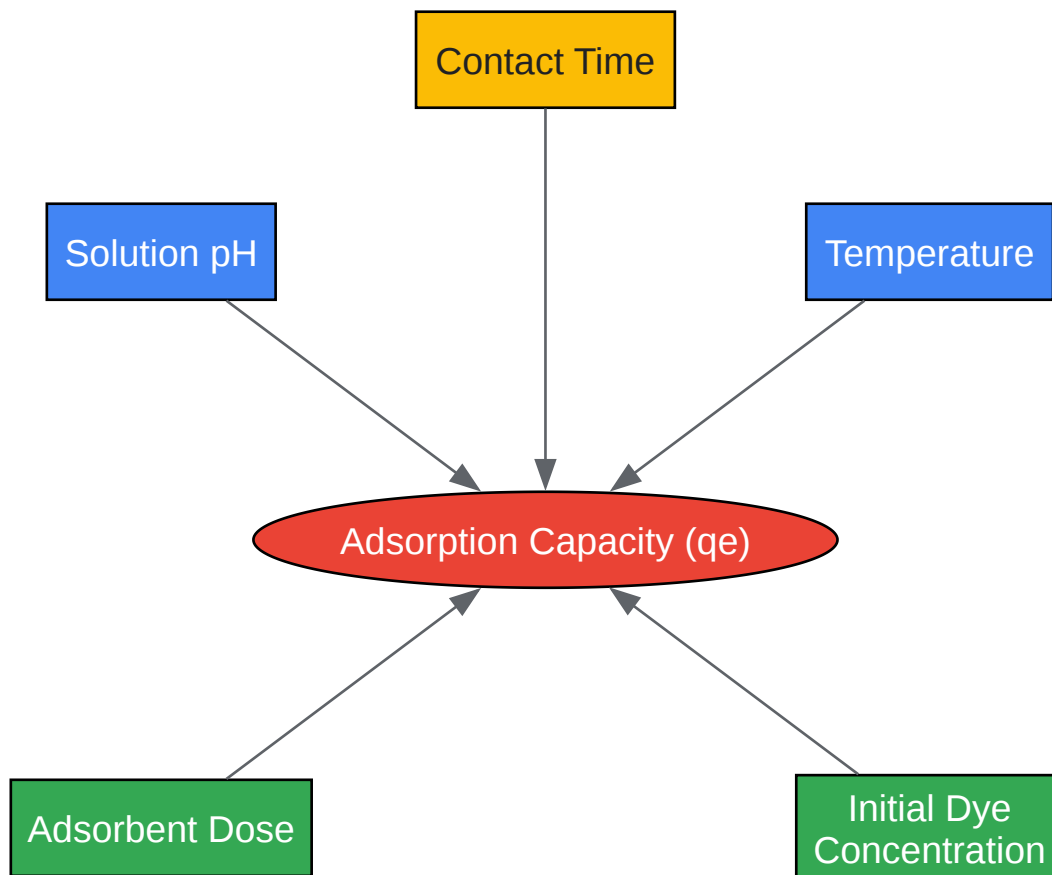 Contact Time
Solution pH
Temperature
Adsorption Capacity (qe)
Adsorbent Dose
Initial Dye
Concentration